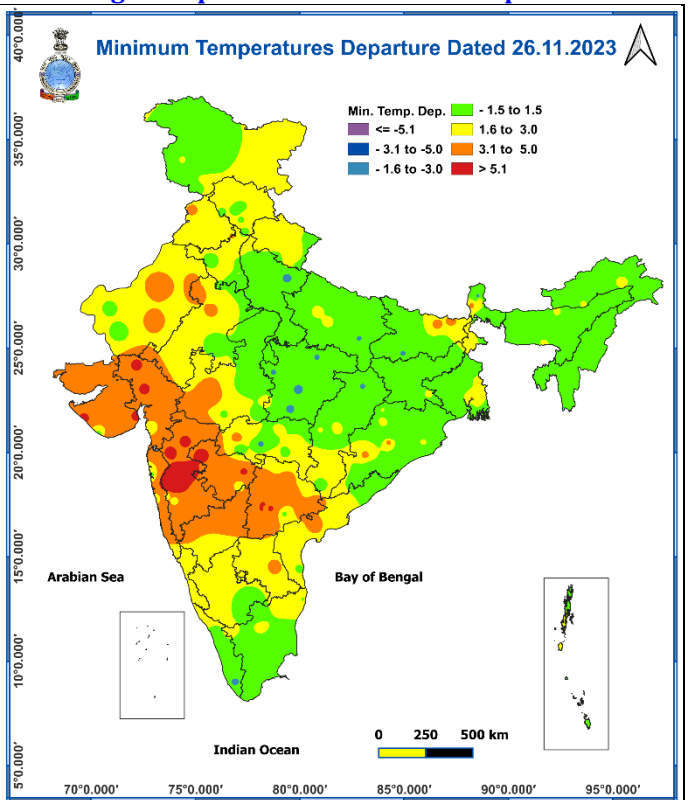 Minimum Temperatures Departure Dated 26.11.2023
Min. Temp. Dep.
<= -5.1
- 3.1 to -5.0
- 1.6 to -3.0
- 1.5 to 1.5
1.6 to 3.0
3.1 to 5.0
> 5.1
40°0.000'
35°0.000'
30°0.000'
25°0.000'
20°0.000'
15°0.000'
10°0.000'
5°0.000'
Arabian Sea
Bay of Bengal
Indian Ocean
0 250 500 km
70°0.000' 75°0.000' 80°0.000' 85°0.000' 90°0.000' 95°0.000'